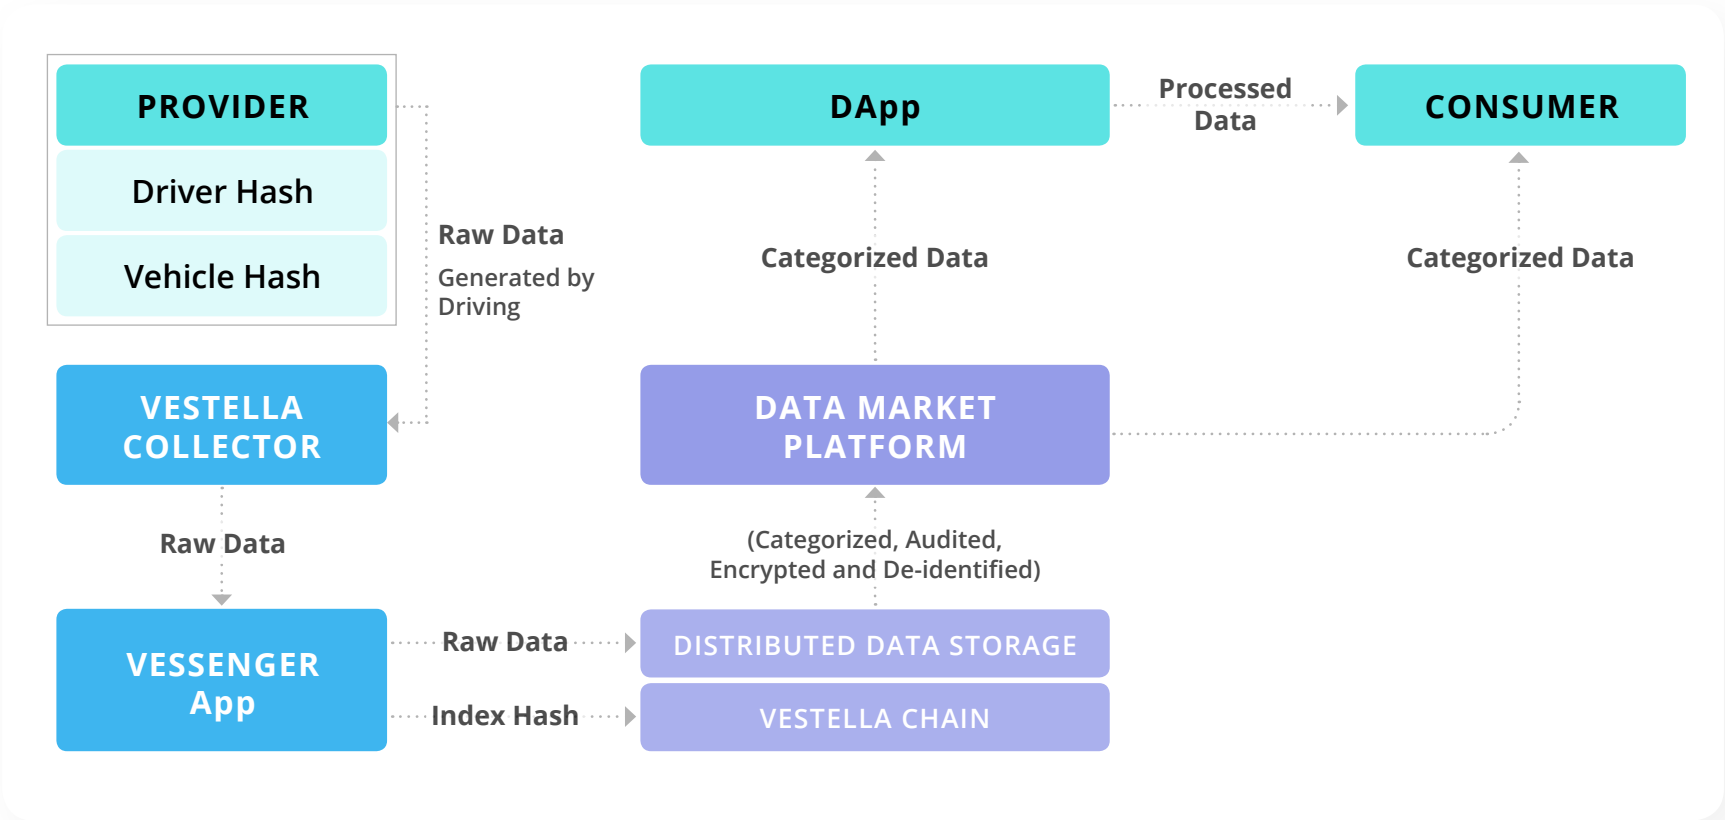 PROVIDER
Driver Hash
Vehicle Hash
Raw Data
Generated by
Driving
VESTELLA
COLLECTOR
Raw Data
VESSENGER
App
Raw Data
Index Hash
DApp
Processed
Data
CONSUMER
Categorized Data
Categorized Data
DATA MARKET
PLATFORM
(Categorized, Audited,
Encrypted and De-identified)
DISTRIBUTED DATA STORAGE
VESTELLA CHAIN